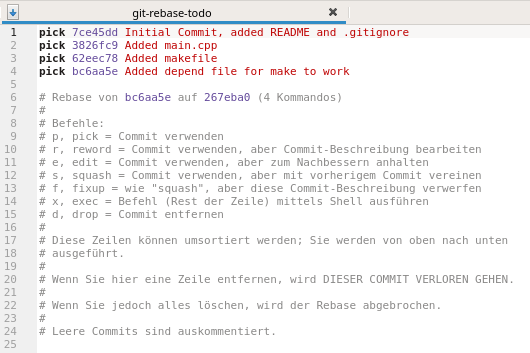 git-rebase-todo
1 pick 7ce45dd Initial Commit, added README and .gitignore
2 pick 3826fc9 Added main.cpp
3 pick 62eec78 Added makefile
4 pick bc6aa5e Added depend file for make to work
5
6 # Rebase von bc6aa5e auf 267eba0 (4 Kommandos)
7 #
8 # Befehle:
9 # p, pick = Commit verwenden
10 # r, reword = Commit verwenden, aber Commit-Beschreibung bearbeiten
11 # e, edit = Commit verwenden, aber zum Nachbessern anhalten
12 # s, squash = Commit verwenden, aber mit vorherigem Commit vereinen
13 # f, fixup = wie "squash", aber diese Commit-Beschreibung verwerfen
14 # x, exec = Befehl (Rest der Zeile) mittels Shell ausführen
15 # d, drop = Commit entfernen
16 #
17 # Diese Zeilen können umsortiert werden; Sie werden von oben nach unten
18 # ausgeführt.
19 #
20 # Wenn Sie hier eine Zeile entfernen, wird DIESER COMMIT VERLOREN GEHEN.
21 #
22 # Wenn Sie jedoch alles löschen, wird der Rebase abgebrochen.
23 #
24 # Leere Commits sind auskommentiert.
25